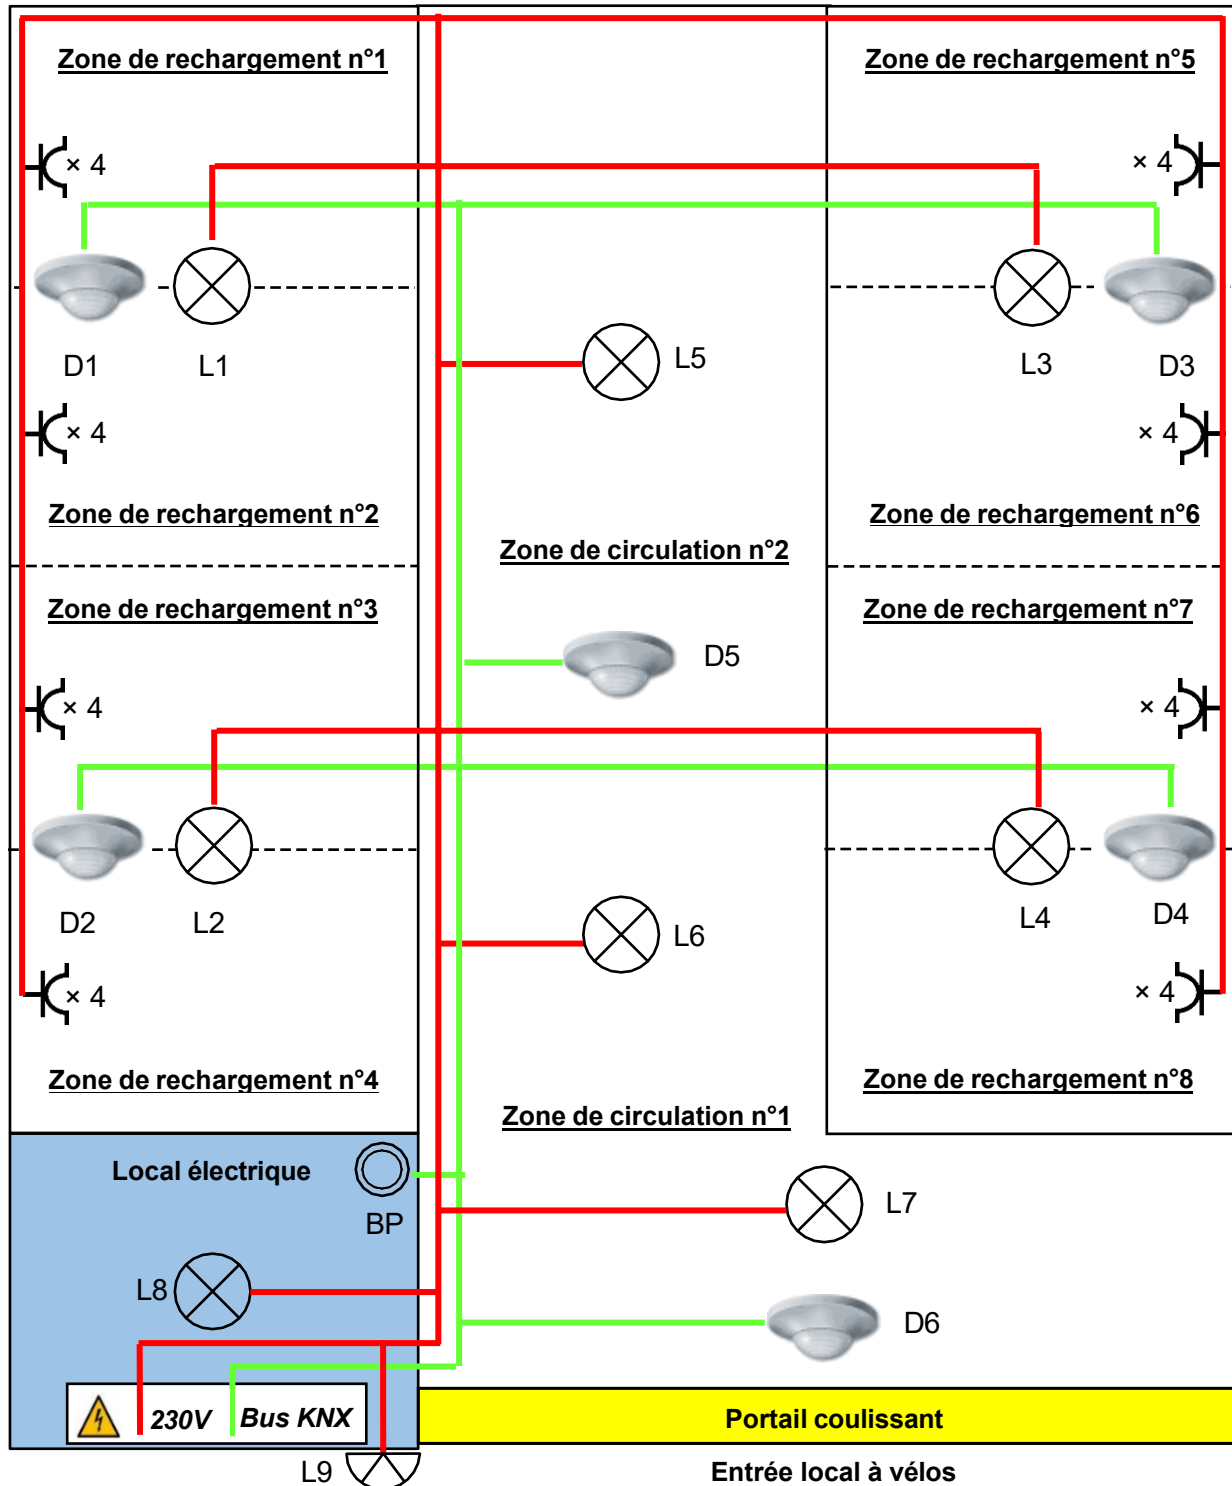 Zone de rechargement n°1
Zone de rechargement n°5
× 4
× 4
D1
L1
L5
L3
D3
× 4
× 4
Zone de rechargement n°2
Zone de rechargement n°6
Zone de circulation n°2
Zone de rechargement n°3
Zone de rechargement n°7
D5
× 4
× 4
D2
L2
L6
L4
D4
× 4
× 4
Zone de rechargement n°4
Zone de rechargement n°8
Zone de circulation n°1
Local électrique
BP
L7
L8
D6
230V
Bus KNX
Portail coulissant
L9
Entrée local à vélos